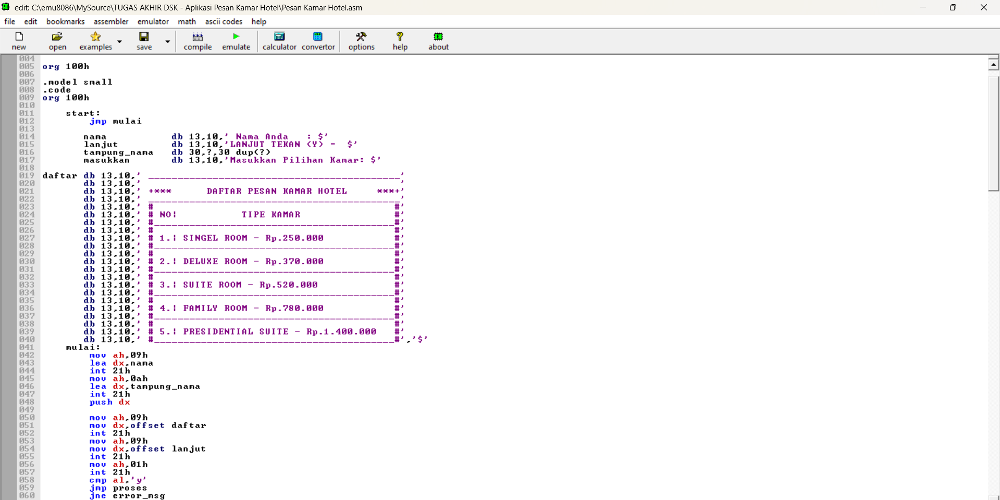 edit: C:\emu8086\MySource\TUGAS AKHIR DSK - Aplikasi Pesan Kamar Hotel\Pesan Kamar Hotel.asm
file edit bookmarks assembler emulator math ascii codes help
new open examples save compile emulate calculator convertor options help about
004
005 org 100h
006
007 .model small
008 .code
009 org 100h
010
011 start:
012 jmp mulai
013
014 nama db 13,10,' Nama Anda   : $'
015 lanjut db 13,10,'LANJUT TEKAN (Y) =  $'
016 tampung_nama db 30,?,30 dup(?)
017 masukkan db 13,10,'Masukkan Pilihan Kamar: $'
018
019 daftar db 13,10,' ___________________________________________'
020 db 13,10,' '
021 db 13,10,' +****      DAFTAR PESAN KAMAR HOTEL     ***+'
022 db 13,10,' ___________________________________________'
023 db 13,10,' #                                         #'
024 db 13,10,' # NO¦           TIPE KAMAR                #'
025 db 13,10,' #_________________________________________#'
026 db 13,10,' #                                         #'
027 db 13,10,' # 1.¦ SINGEL ROOM - Rp.250.000            #'
028 db 13,10,' #_________________________________________#'
029 db 13,10,' #                                         #'
030 db 13,10,' # 2.¦ DELUXE ROOM - Rp.370.000            #'
031 db 13,10,' #_________________________________________#'
032 db 13,10,' #                                         #'
033 db 13,10,' # 3.¦ SUITE ROOM - Rp.520.000             #'
034 db 13,10,' #_________________________________________#'
035 db 13,10,' #                                         #'
036 db 13,10,' # 4.¦ FAMILY ROOM - Rp.780.000            #'
037 db 13,10,' #_________________________________________#'
038 db 13,10,' #                                         #'
039 db 13,10,' # 5.¦ PRESIDENTIAL SUITE - Rp.1.400.000   #'
040 db 13,10,' #_________________________________________#','$'
041 mulai:
042 mov ah,09h
043 lea dx,nama
044 int 21h
045 mov ah,0ah
046 lea dx,tampung_nama
047 int 21h
048 push dx
049
050 mov ah,09h
051 mov dx,offset daftar
052 int 21h
053 mov ah,09h
054 mov dx,offset lanjut
055 int 21h
056 mov ah,01h
057 int 21h
058 cmp al,'y'
059 jmp proses
060 jne error_msg